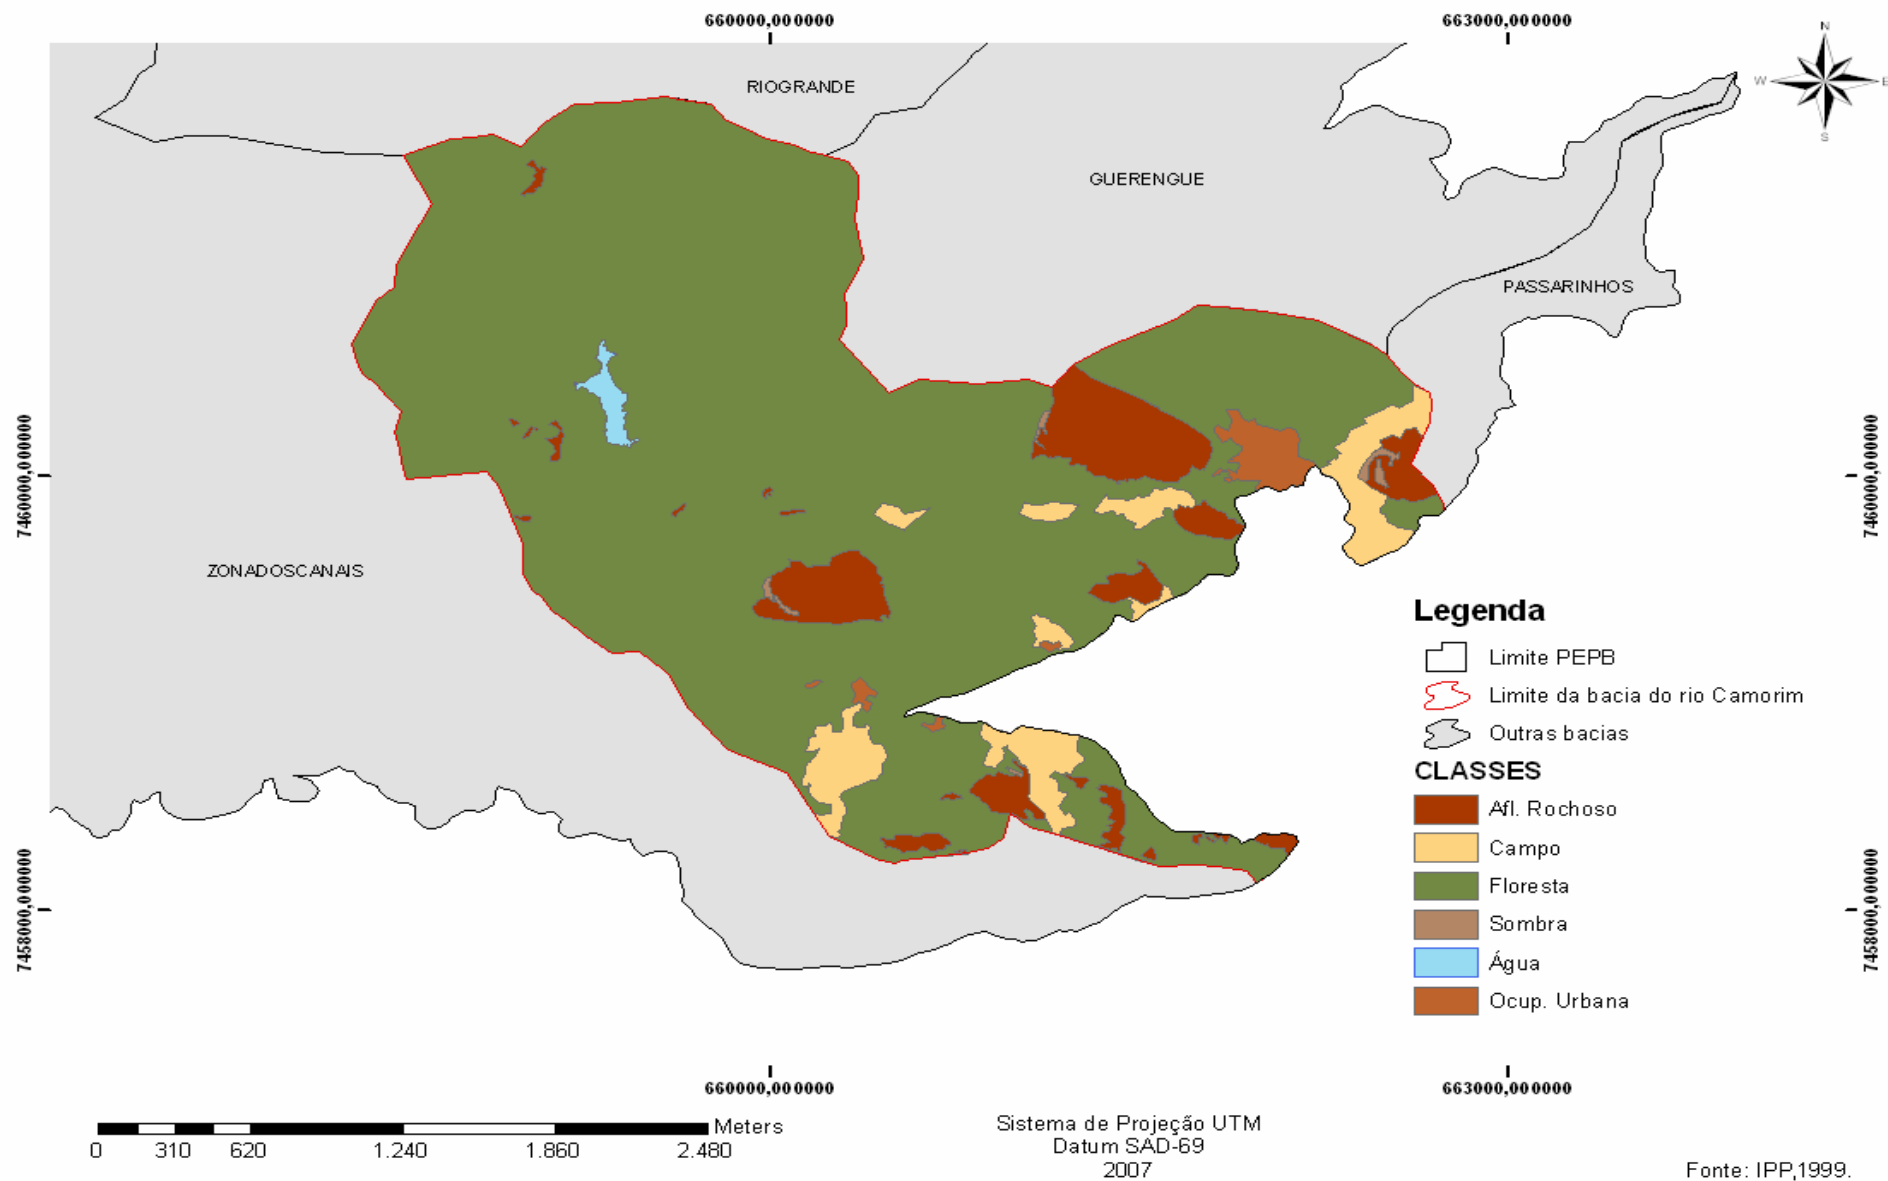 660000,000000
663000,000000
N
W
E
S
RIOGRANDE
GUERENGUE
PASSARINHOS
ZONADOSCANAIS
7460000,000000
7460000,000000
7458000,000000
7458000,000000
Legenda
Limite PEPB
Limite da bacia do rio Camorim
Outras bacias
CLASSES
Afl. Rochoso
Campo
Floresta
Sombra
Água
Ocup. Urbana
660000,000000
663000,000000
Meters
0 310 620 1.240 1.860 2.480
Sistema de Projeção UTM
Datum SAD-69
2007
Fonte: IPP,1999.